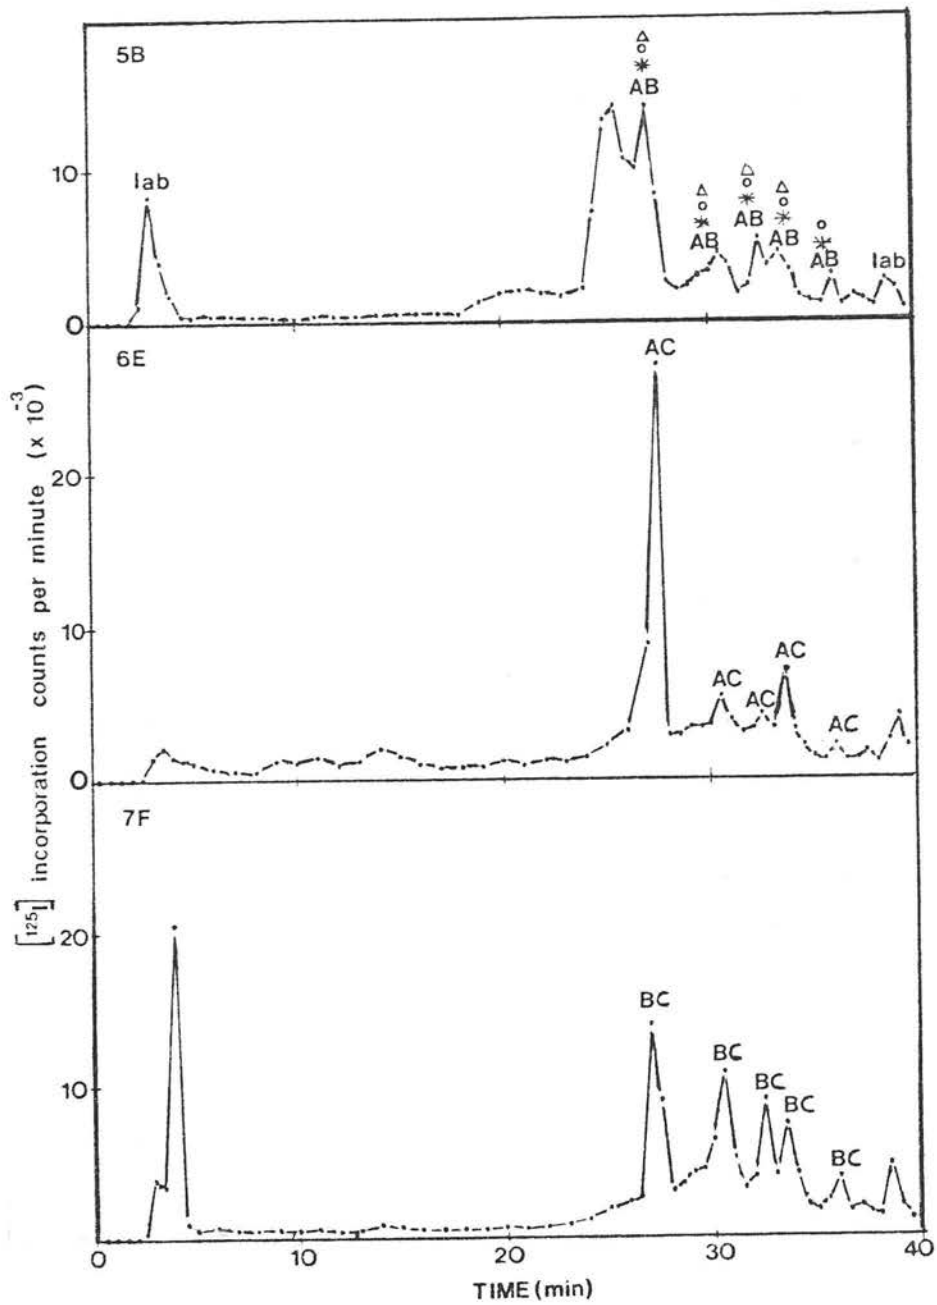 5B
Δ
o
*
AB
Iab
10
Δ
o
*
AB
Δ
o
*
AB
Δ
o
*
AB
o
*
AB
Iab
0
6E
AC
20
10
AC
AC
AC
AC
0
7F
20
BC
10
BC
BC
BC
BC
0 10 20 30 40
TIME (min)
[¹²⁵I] incorporation counts per minute (x 10⁻³)